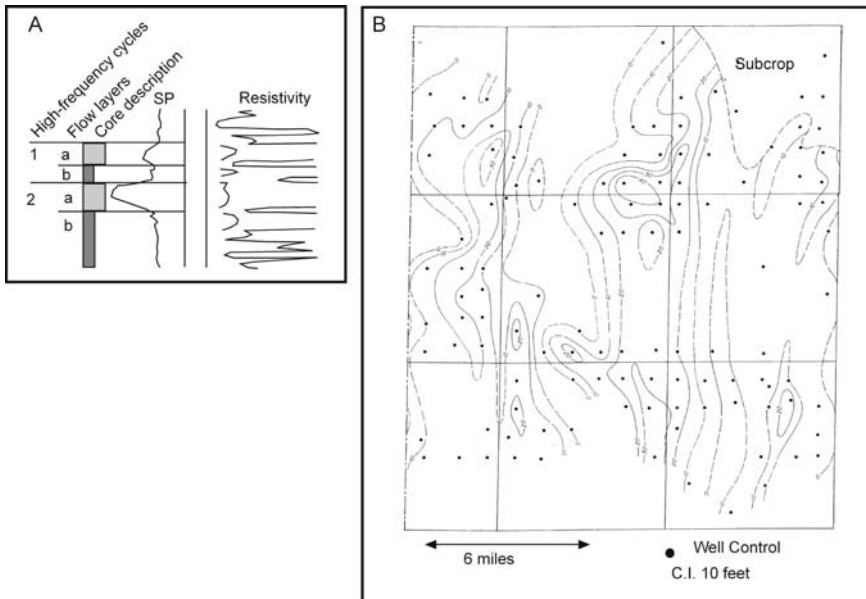 A
High-frequency cycles
Flow layers
Core description
SP
Resistivity
1
a
b
2
a
b
B
Subcrop
6 miles
Well Control
C.I. 10 feet